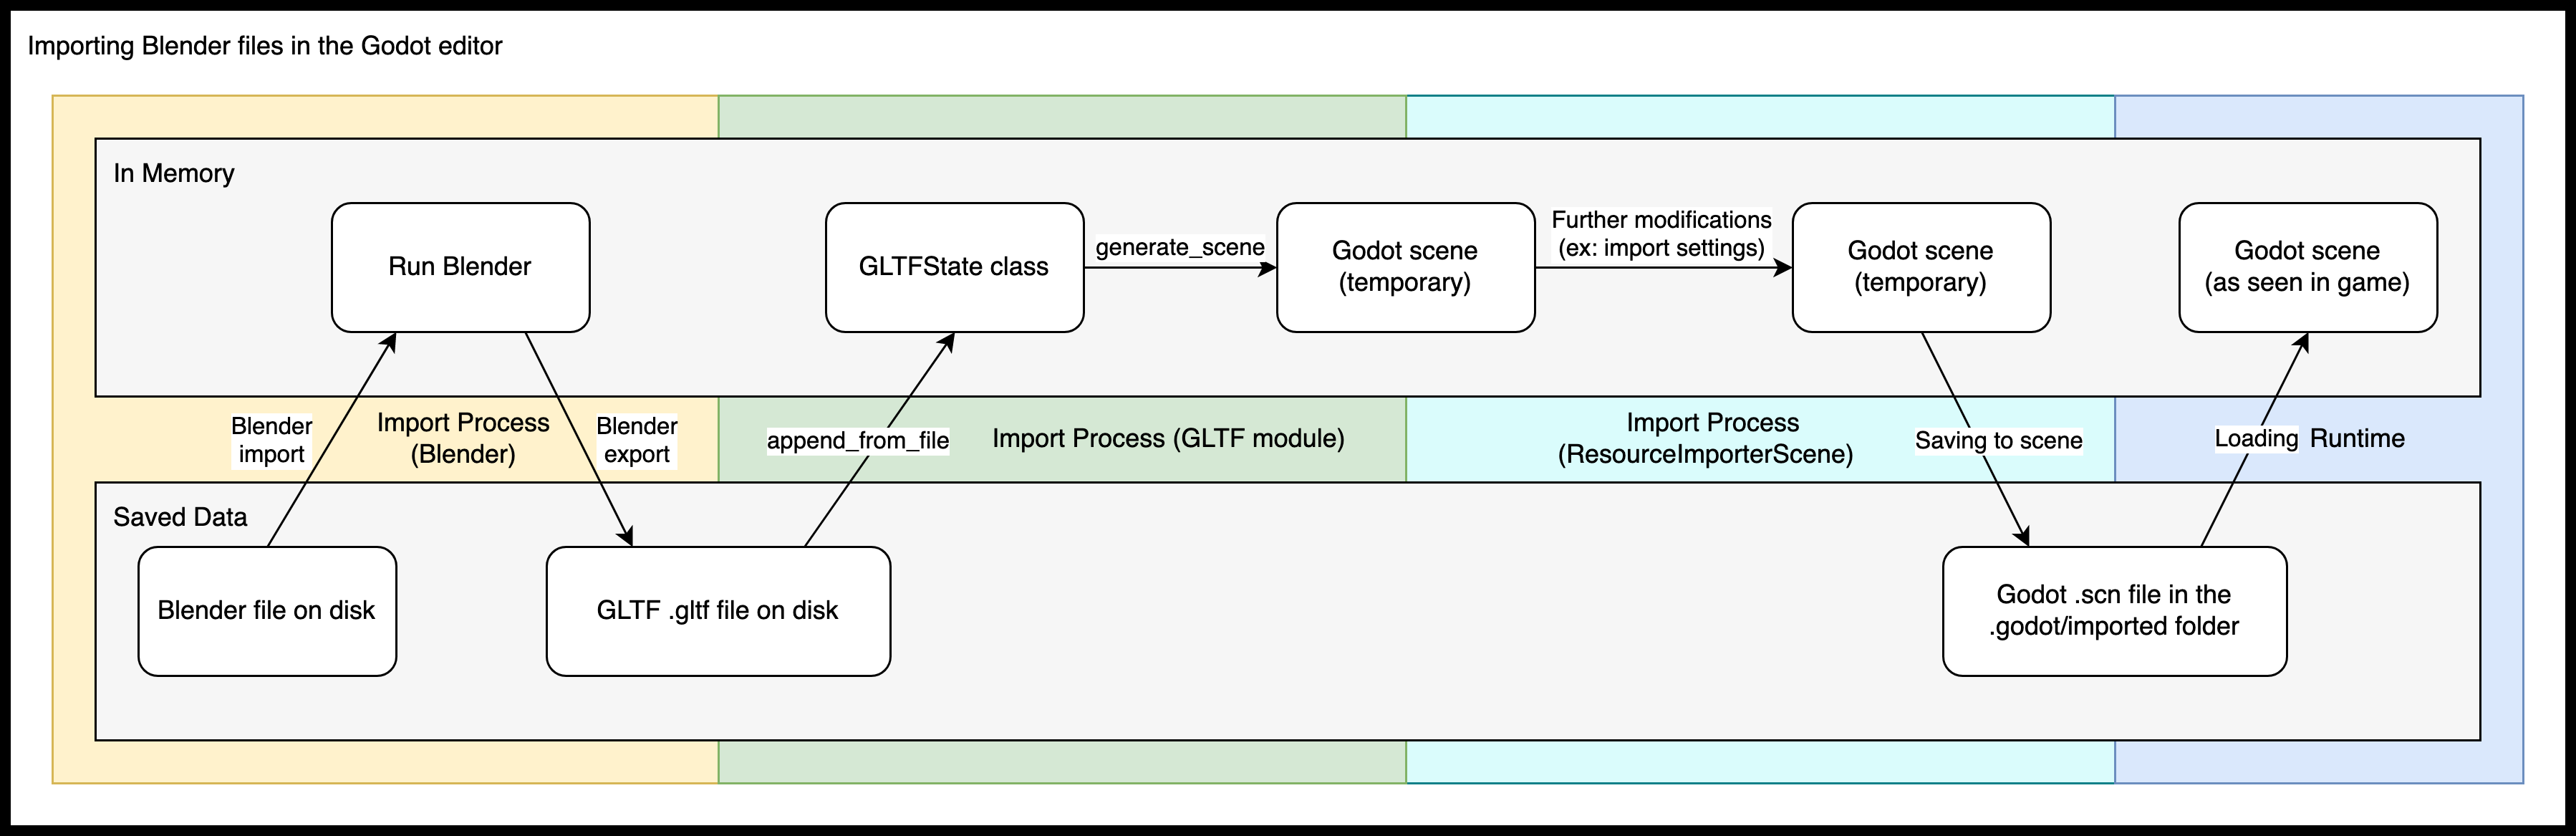 Importing Blender files in the Godot editor
In Memory
Run Blender
GLTFState class
generate_scene
Godot scene
(temporary)
Further modifications
(ex: import settings)
Godot scene
(temporary)
Godot scene
(as seen in game)
Blender
import
Import Process
(Blender)
Blender
export
append_from_file
Import Process (GLTF module)
Import Process
(ResourceImporterScene)
Saving to scene
Loading
Runtime
Saved Data
Blender file on disk
GLTF .gltf file on disk
Godot .scn file in the
.godot/imported folder